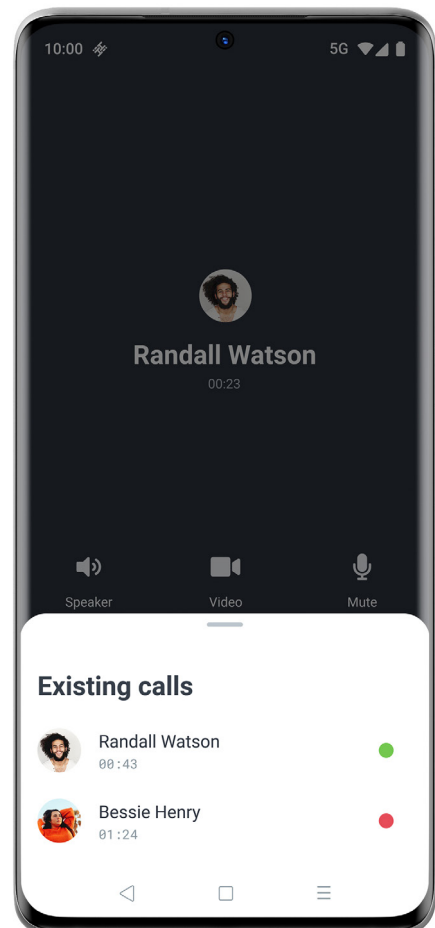 10:00
5G
Randall Watson
00:23
Speaker Video Mute
Existing calls
Randall Watson
00:43
Bessie Henry
01:24